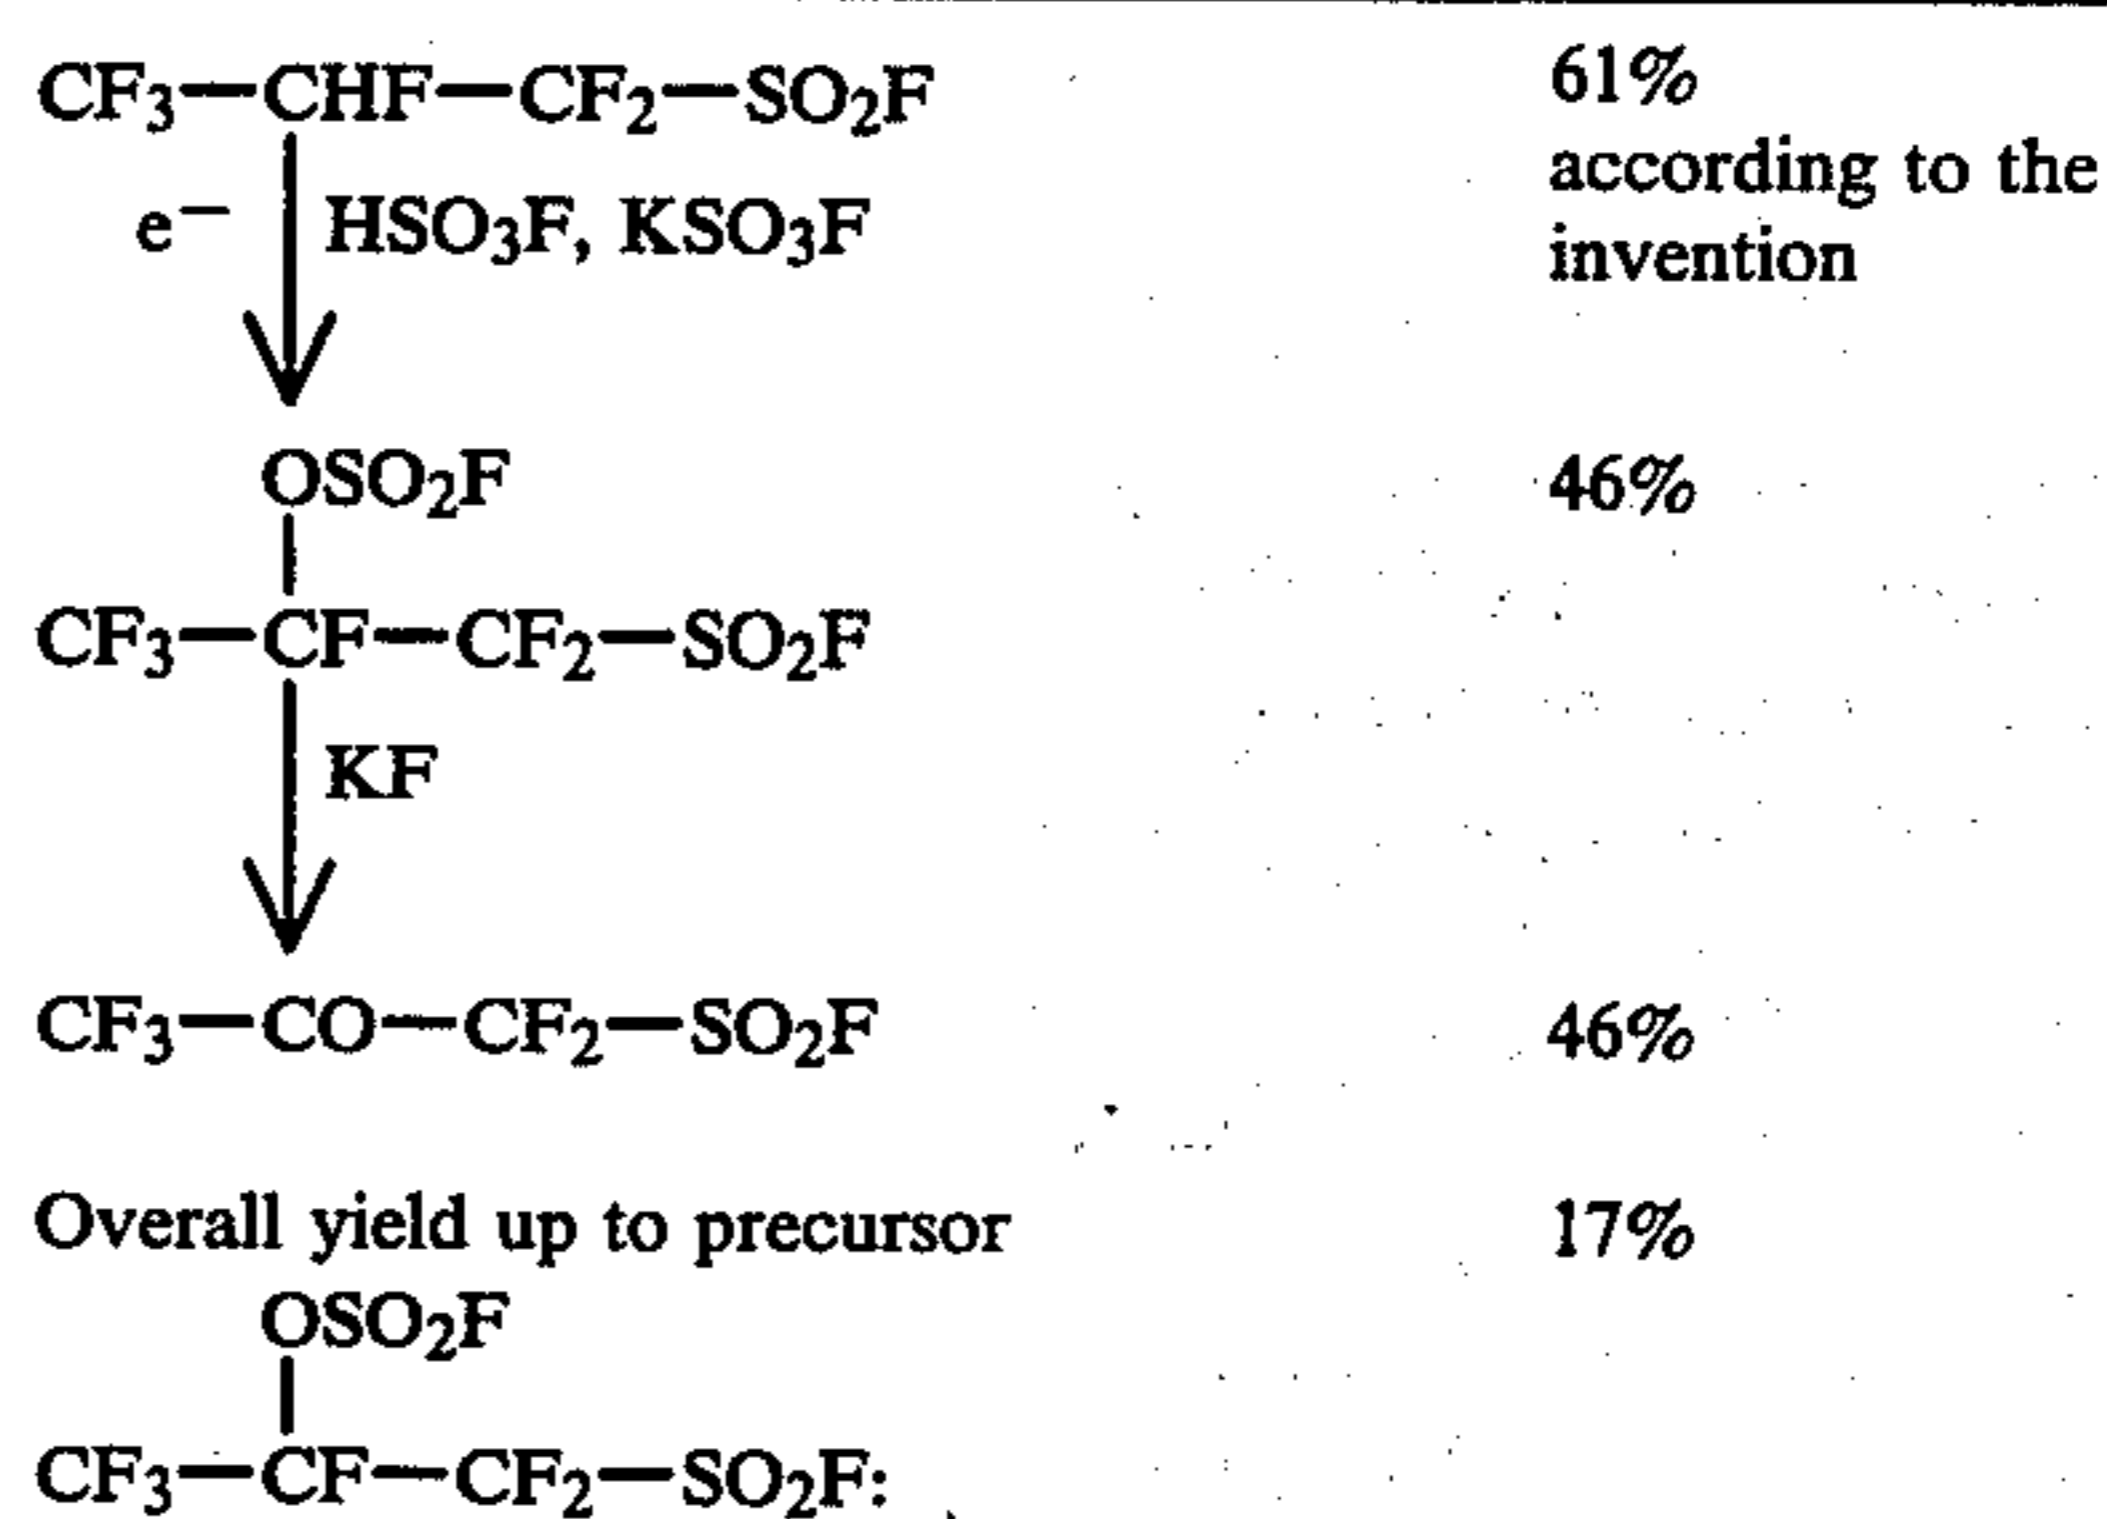 CF₃—CHF—CF₂—SO₂F 61%
according to the
e⁻ HSO₃F, KSO₃F
invention
OSO₂F 46%
CF₃—CF—CF₂—SO₂F
KF
CF₃—CO—CF₂—SO₂F 46%
Overall yield up to precursor 17%
OSO₂F
CF₃—CF—CF₂—SO₂F: